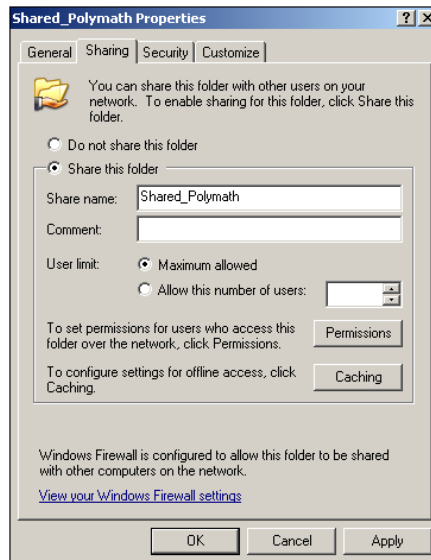 Shared_Polymath Properties
General Sharing Security Customize
You can share this folder with other users on your
network. To enable sharing for this folder, click Share this
folder.
Do not share this folder
Share this folder
Share name: Shared_Polymath
Comment:
User limit: Maximum allowed
Allow this number of users:
To set permissions for users who access this
folder over the network, click Permissions.
Permissions
To configure settings for offline access, click
Caching.
Caching
Windows Firewall is configured to allow this folder to be shared
with other computers on the network.
View your Windows Firewall settings
OK Cancel Apply